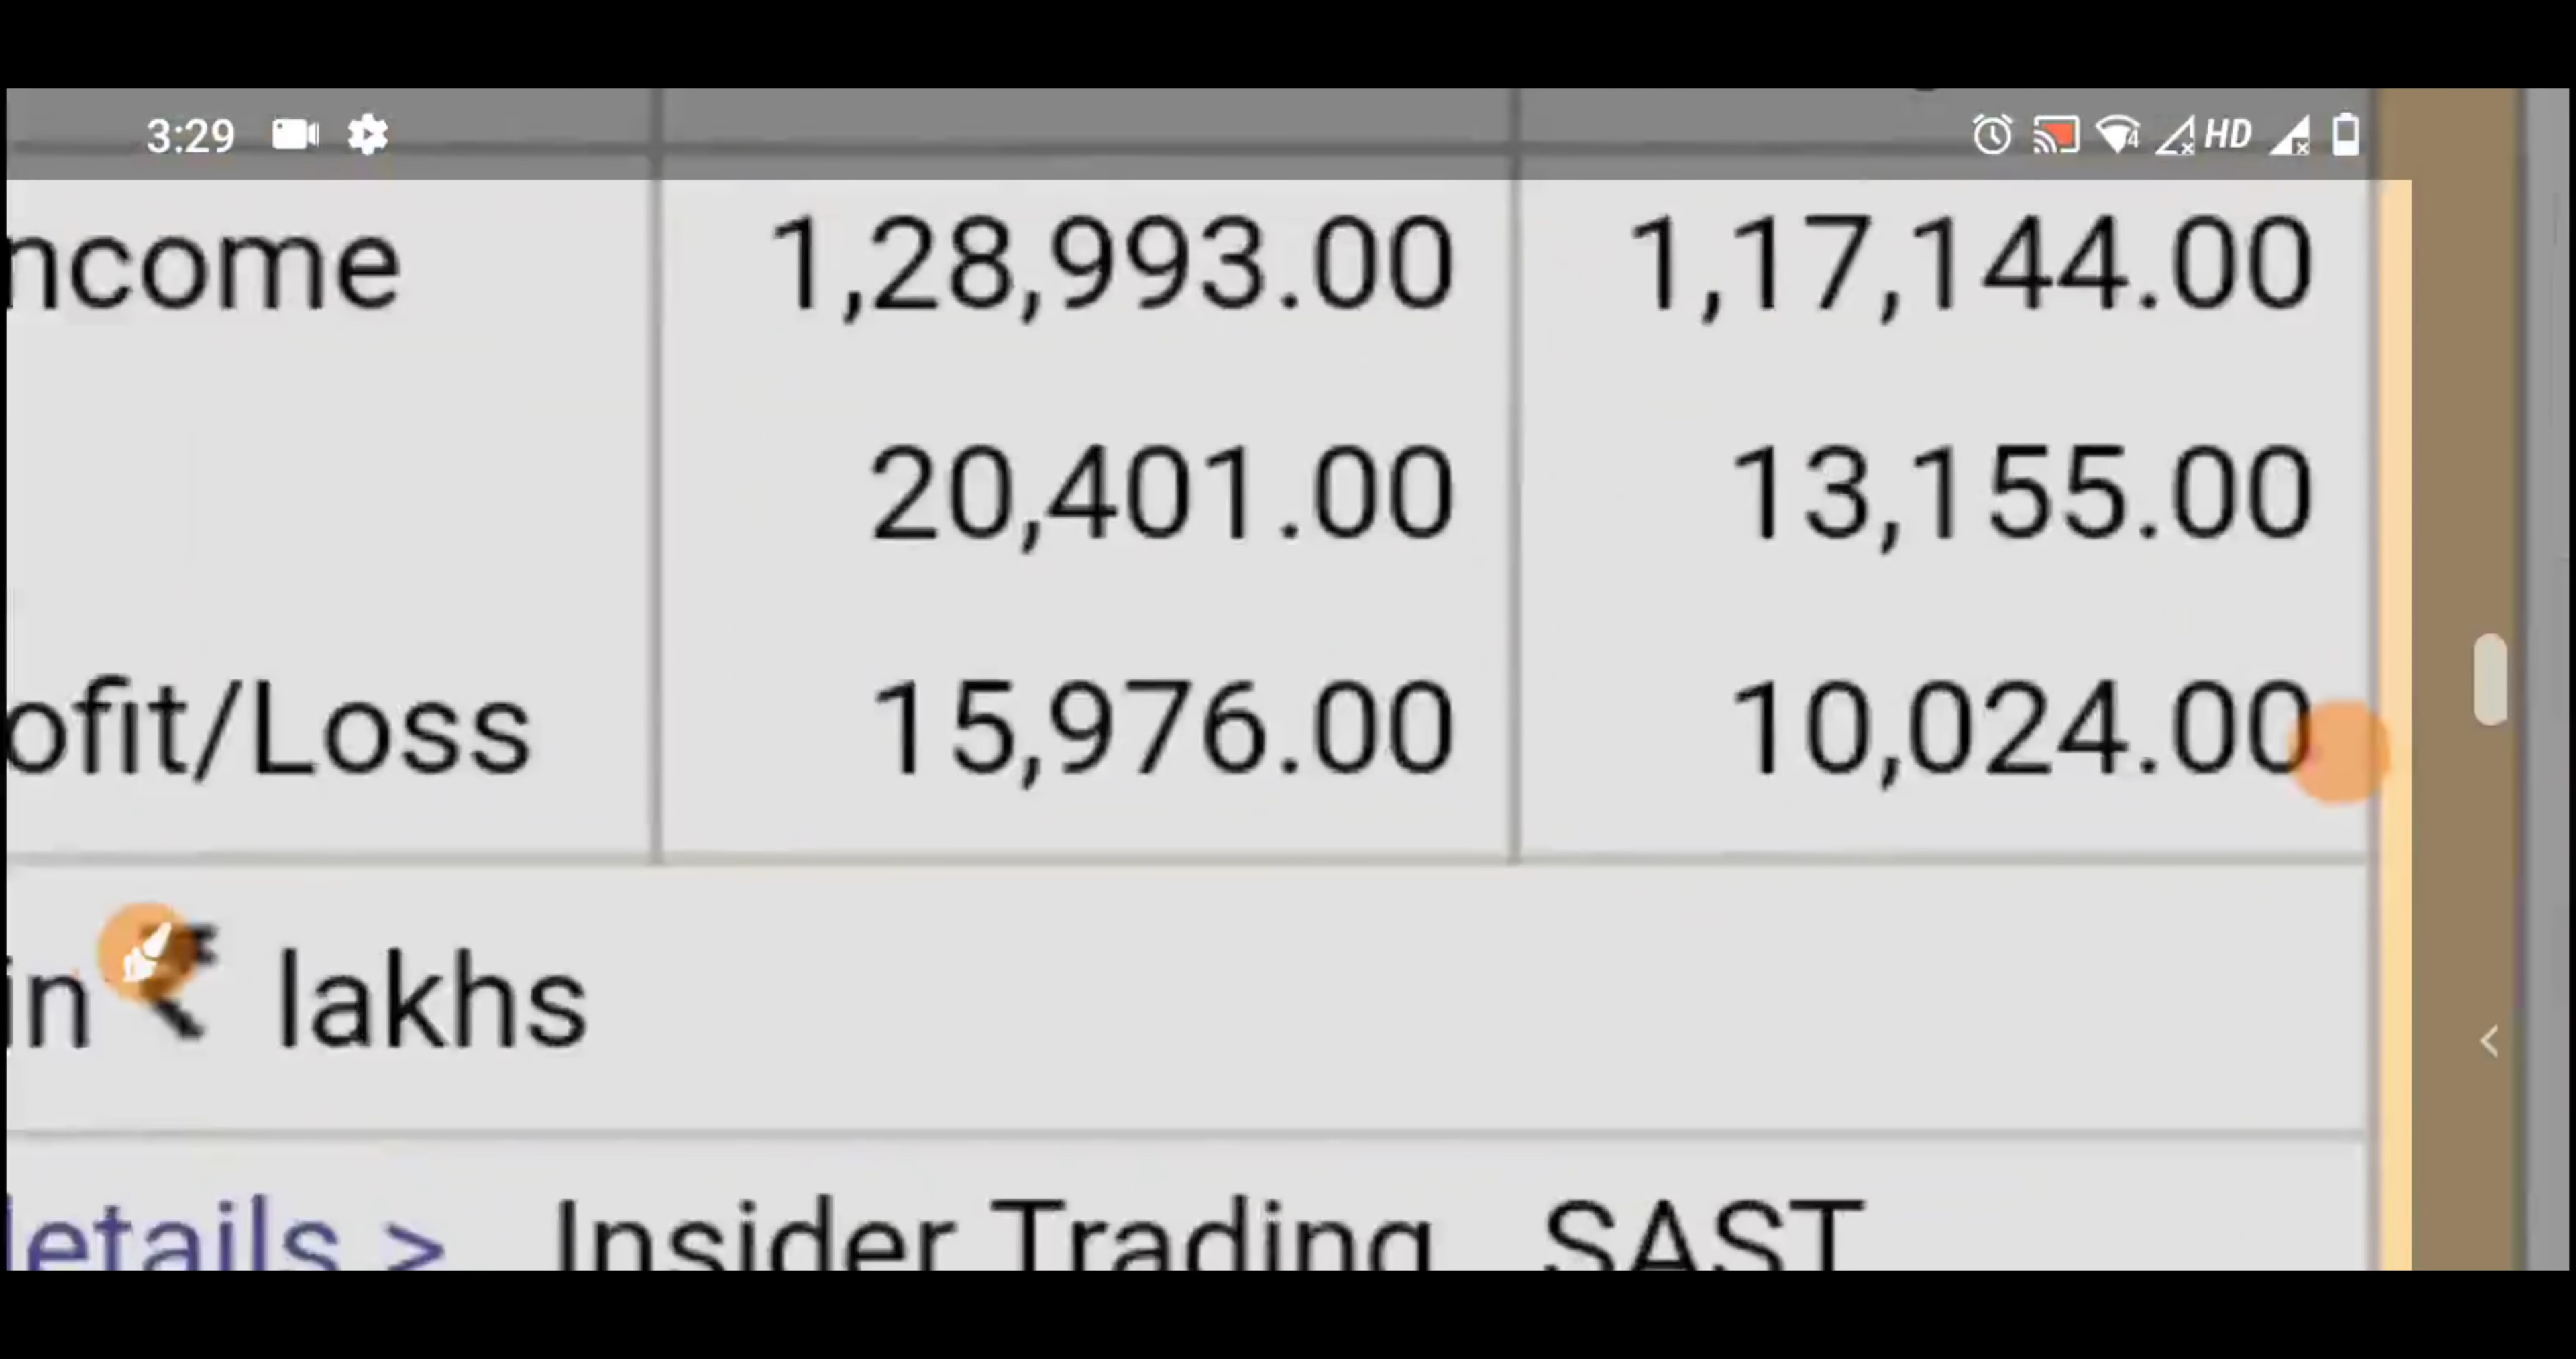 3:29 4 HD
ncome 1,28,993.00 1,17,144.00
20,401.00 13,155.00
ofit/Loss 15,976.00 10,024.00
in ₹ lakhs
etails > Insider Trading SAST